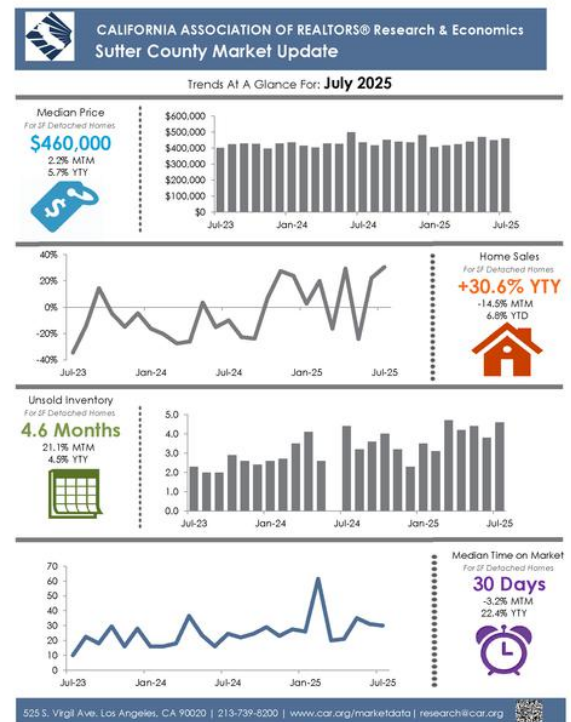 CALIFORNIA ASSOCIATION OF REALTORS® Research & Economics
Sutter County Market Update
Trends At A Glance For: July 2025
Median Price
For SF Detached Homes
$460,000
2.2% MTM
5.7% YTY
$
$600,000
$500,000
$400,000
$300,000
$200,000
$100,000
$0
Jul-23
Jan-24
Jul-24
Jan-25
Jul-25
40%
20%
0%
-20%
-40%
Jul-23
Jan-24
Jul-24
Jan-25
Jul-25
Home Sales
For SF Detached Homes
+30.6% YTY
-14.5% MTM
6.8% YTD
Unsold Inventory
For SF Detached Homes
4.6 Months
21.1% MTM
4.5% YTY
5.0
4.0
3.0
2.0
1.0
0.0
Jul-23
Jan-24
Jul-24
Jan-25
Jul-25
70
60
50
40
30
20
10
0
Jul-23
Jan-24
Jul-24
Jan-25
Jul-25
Median Time on Market
For SF Detached Homes
30 Days
-3.2% MTM
22.4% YTY
525 S. Virgil Ave. Los Angeles, CA 90020 | 213-739-8200 | www.car.org/marketdata | research@car.org